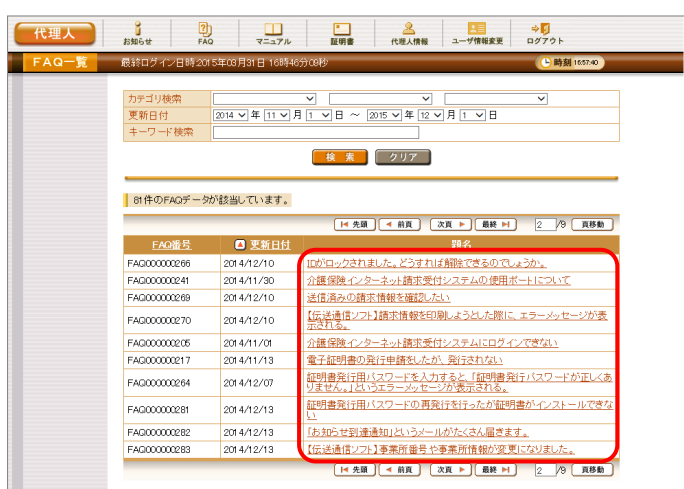 代理人
お知らせ FAQ マニュアル 証明書 代理人情報 ユーザ情報変更 ログアウト
FAQ一覧 最終ログイン日時:2015年03月31日 16時46分09秒 時刻 16:57:40
カテゴリ検索
更新日付 2014 年 11 月 1 日 ～ 2015 年 12 月 1 日
キーワード検索
検 索 クリア
81件のFAQデータが該当しています。
先頭 前頁 次頁 最終 2 /9 頁移動
FAQ番号 更新日付 題名
FAQ000000266 2014/12/10 IDがロックされました。どうすれば解除できるのでしょうか。
FAQ000000241 2014/11/30 介護保険インターネット請求受付システムの使用ポートについて
FAQ000000269 2014/12/10 送信済みの請求情報を確認したい
FAQ000000270 2014/12/10 【伝送通信ソフト】請求情報を印刷しようとした際に、エラーメッセージが表
示される。
FAQ000000205 2014/11/01 介護保険インターネット請求受付システムにログインできない
FAQ000000217 2014/11/13 電子証明書の発行申請をしたが、発行されない
FAQ000000264 2014/12/07 証明書発行用パスワードを入力すると、「証明書発行パスワードが正しくあ
りません。」というエラーメッセージが表示される。
FAQ000000281 2014/12/13 証明書発行用パスワードの再発行を行ったが証明書がインストールできな
い
FAQ000000282 2014/12/13 「お知らせ到達通知」というメールがたくさん届きます。
FAQ000000283 2014/12/13 【伝送通信ソフト】事業所番号や事業所情報が変更になりました。
先頭 前頁 次頁 最終 2 /9 頁移動